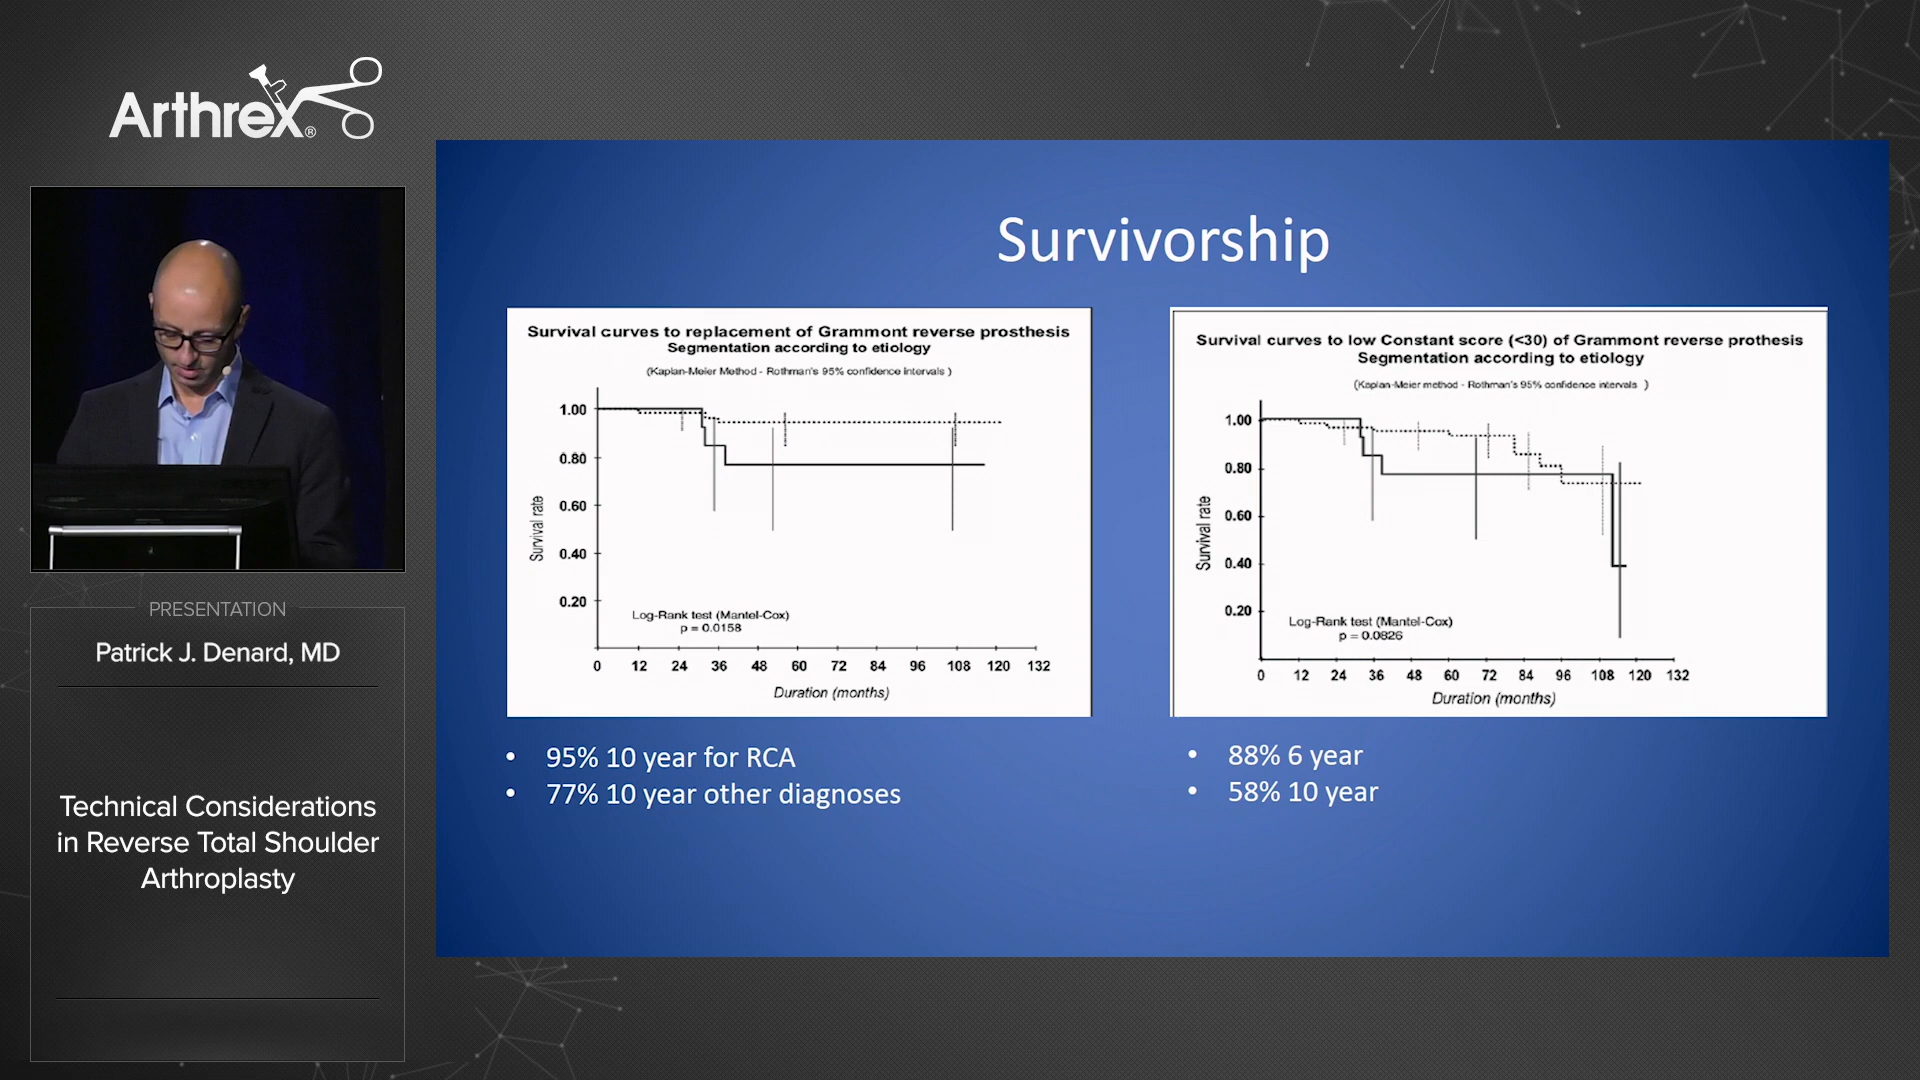 Arthrex®
PRESENTATION
Patrick J. Denard, MD
Technical Considerations
in Reverse Total Shoulder
Arthroplasty
Survivorship
Survival curves to replacement of Grammont reverse prosthesis
Segmentation according to etiology
(Kaplan-Meier Method - Rothman's 95% confidence intervals )
1.00
0.80
0.60
0.40
0.20
Survival rate
Log-Rank test (Mantel-Cox)
p = 0.0158
0 12 24 36 48 60 72 84 96 108 120 132
Duration (months)
• 95% 10 year for RCA
• 77% 10 year other diagnoses
Survival curves to low Constant score (<30) of Grammont reverse prothesis
Segmentation according to etiology
(Kaplan-Meier method - Rothman's 95% confidence intervals )
1.00
0.80
0.60
0.40
0.20
Survival rate
Log-Rank test (Mantel-Cox)
p = 0.0826
0 12 24 36 48 60 72 84 96 108 120 132
Duration (months)
• 88% 6 year
• 58% 10 year